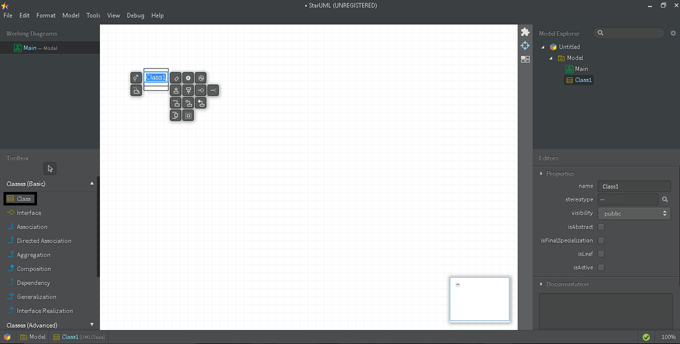 • StarUML (UNREGISTERED)
File Edit Format Model Tools View Debug Help
Working Diagrams
Main — Model
Toolbox
Classes (Basic)
Class
Interface
Association
Directed Association
Aggregation
Composition
Dependency
Generalization
Interface Realization
Classes (Advanced)
Class1
Model Explorer
Untitled
Model
Main
Class1
Editors
Properties
name Class1
stereotype —
visibility public
isAbstract
isFinalSpecialization
isLeaf
isActive
Documentation
Model Class1 [UMLClass] 100%